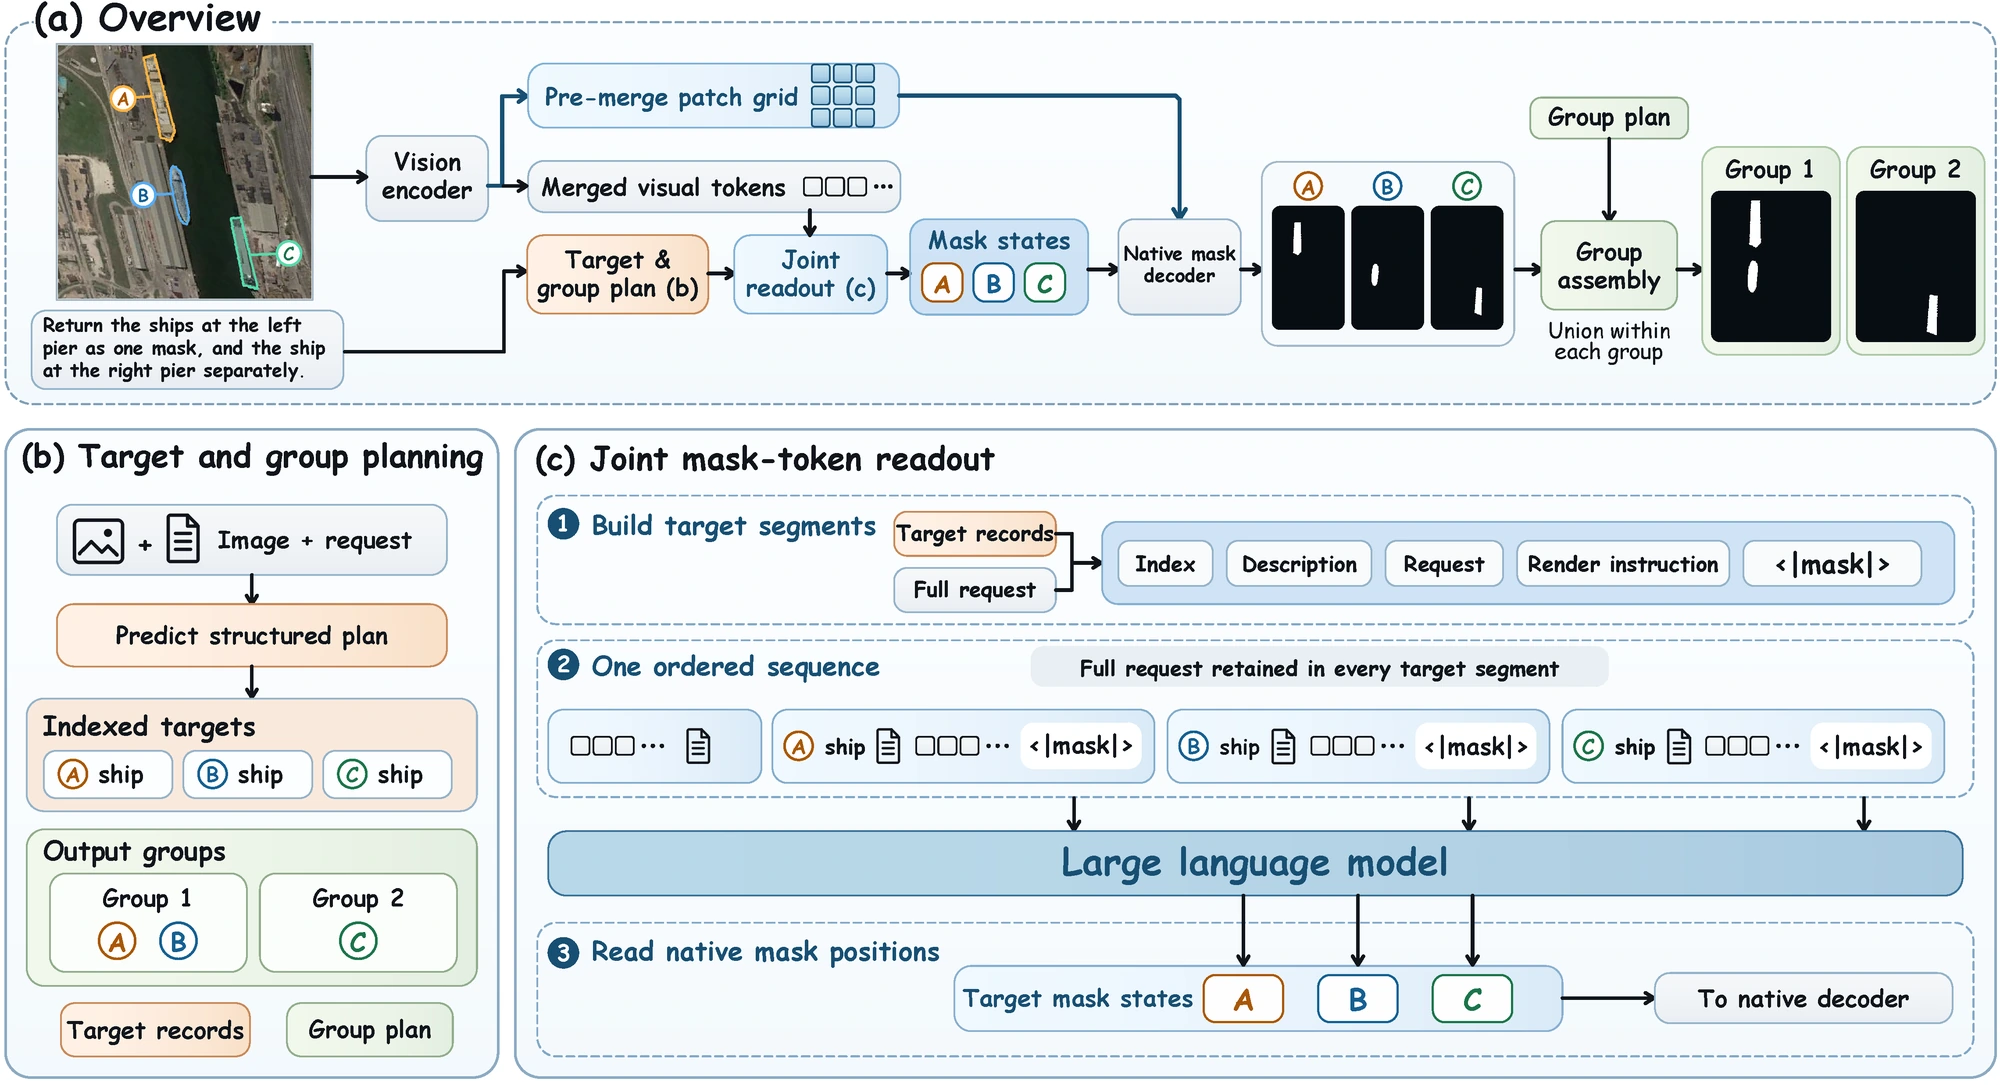 (a) Overview
A
B
C
Return the ships at the left
pier as one mask, and the ship
at the right pier separately.
Vision
encoder
Pre-merge patch grid
Merged visual tokens ...
Target &
group plan (b)
Joint
readout (c)
Mask states
A B C
Native mask
decoder
A B C
Group plan
Group
assembly
Union within
each group
Group 1
Group 2
(b) Target and group planning
+ Image + request
Predict structured plan
Indexed targets
A ship B ship C ship
Output groups
Group 1
A B
Group 2
C
Target records
Group plan
(c) Joint mask-token readout
1 Build target segments
Target records
Full request
Index Description Request Render instruction <|mask|>
2 One ordered sequence
Full request retained in every target segment
... A ship ... <|mask|> B ship ... <|mask|> C ship ... <|mask|>
Large language model
3 Read native mask positions
Target mask states A B C
To native decoder